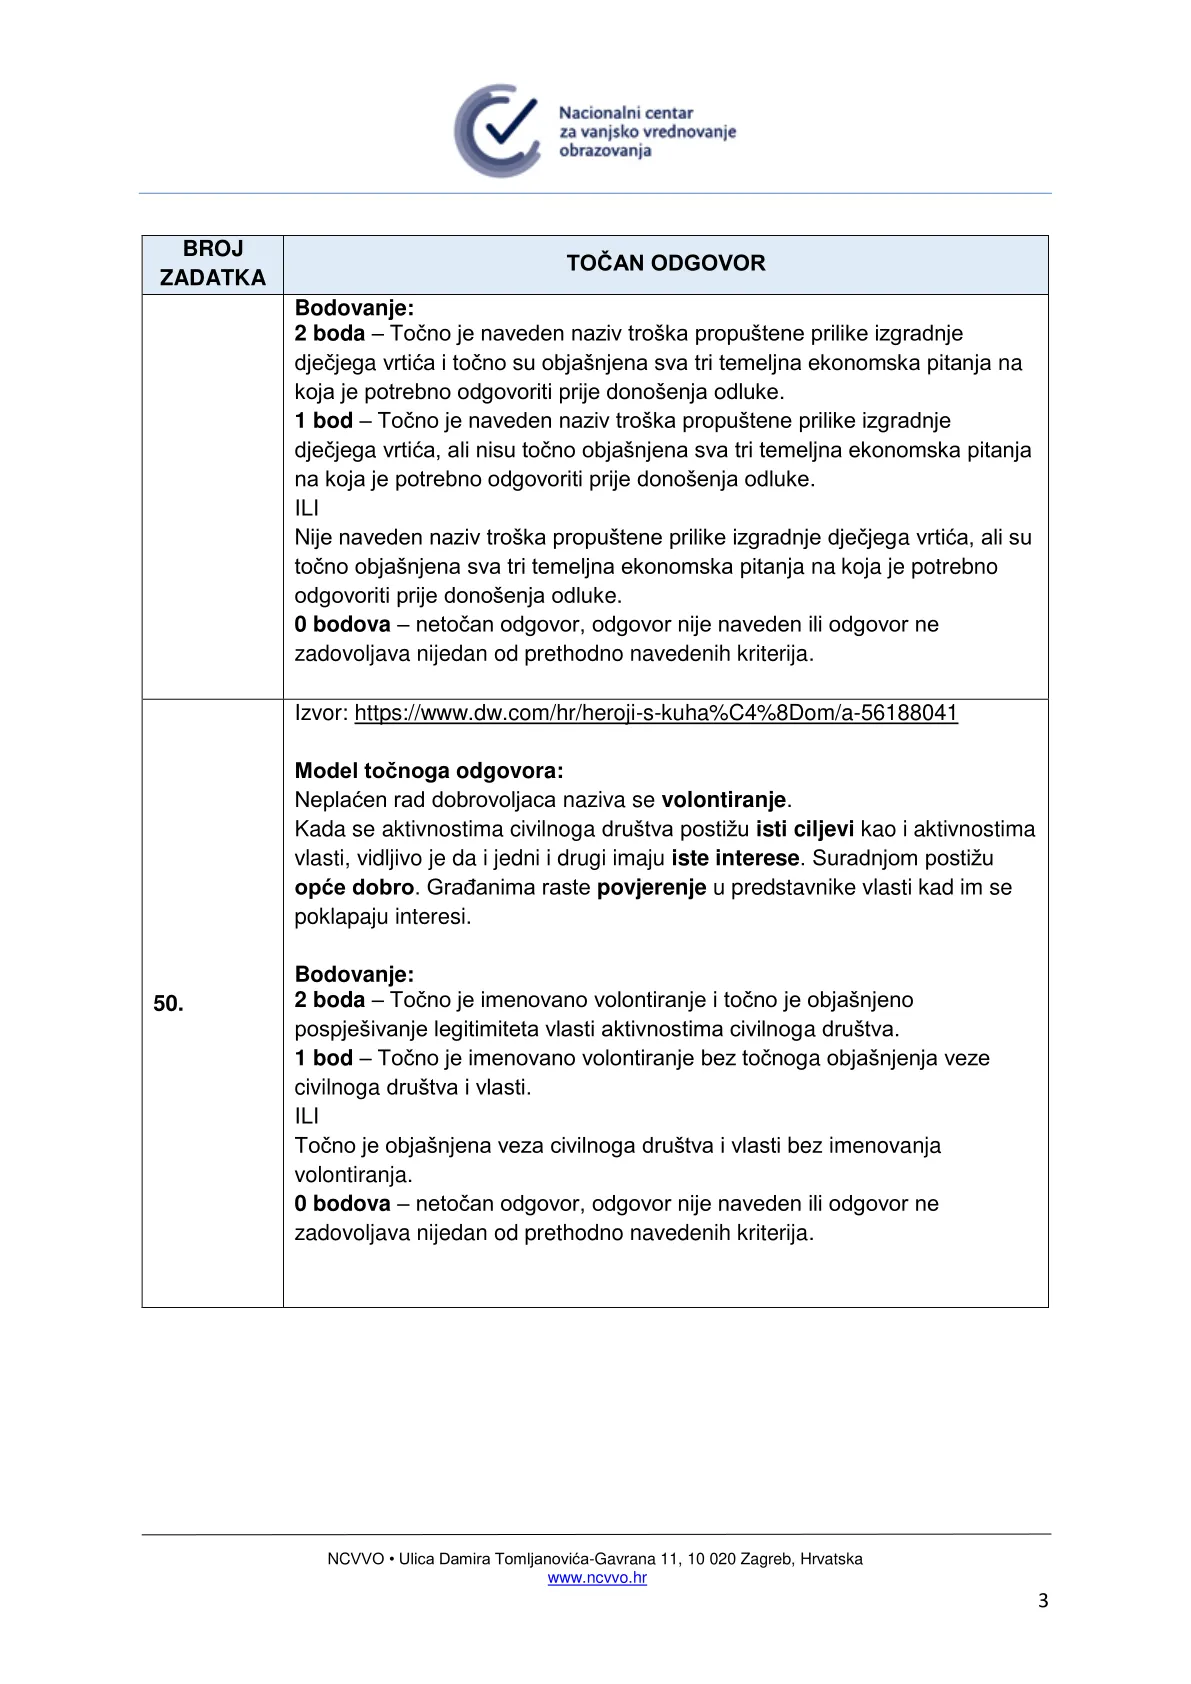 Nacionalni centar
za vanjsko vrednovanje
obrazovanja
BROJ
ZADATKA
TOČAN ODGOVOR
Bodovanje:
2 boda – Točno je naveden naziv troška propuštene prilike izgradnje
dječjega vrtića i točno su objašnjena sva tri temeljna ekonomska pitanja na
koja je potrebno odgovoriti prije donošenja odluke.
1 bod – Točno je naveden naziv troška propuštene prilike izgradnje
dječjega vrtića, ali nisu točno objašnjena sva tri temeljna ekonomska pitanja
na koja je potrebno odgovoriti prije donošenja odluke.
ILI
Nije naveden naziv troška propuštene prilike izgradnje dječjega vrtića, ali su
točno objašnjena sva tri temeljna ekonomska pitanja na koja je potrebno
odgovoriti prije donošenja odluke.
0 bodova – netočan odgovor, odgovor nije naveden ili odgovor ne
zadovoljava nijedan od prethodno navedenih kriterija.
50.
Izvor: https://www.dw.com/hr/heroji-s-kuha%C4%8Dom/a-56188041
Model točnoga odgovora:
Neplaćen rad dobrovoljaca naziva se volontiranje.
Kada se aktivnostima civilnoga društva postižu isti ciljevi kao i aktivnostima
vlasti, vidljivo je da i jedni i drugi imaju iste interese. Suradnjom postižu
opće dobro. Građanima raste povjerenje u predstavnike vlasti kad im se
poklapaju interesi.
Bodovanje:
2 boda – Točno je imenovano volontiranje i točno je objašnjeno
pospješivanje legitimiteta vlasti aktivnostima civilnoga društva.
1 bod – Točno je imenovano volontiranje bez točnoga objašnjenja veze
civilnoga društva i vlasti.
ILI
Točno je objašnjena veza civilnoga društva i vlasti bez imenovanja
volontiranja.
0 bodova – netočan odgovor, odgovor nije naveden ili odgovor ne
zadovoljava nijedan od prethodno navedenih kriterija.
NCVVO • Ulica Damira Tomljanovića-Gavrana 11, 10 020 Zagreb, Hrvatska
www.ncvvo.hr
3